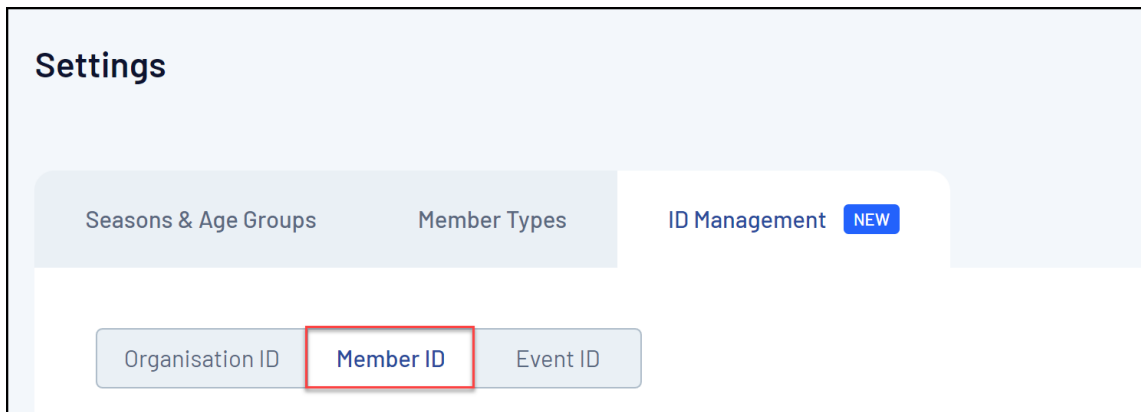 Settings
Seasons & Age Groups Member Types ID Management NEW
Organisation ID Member ID Event ID